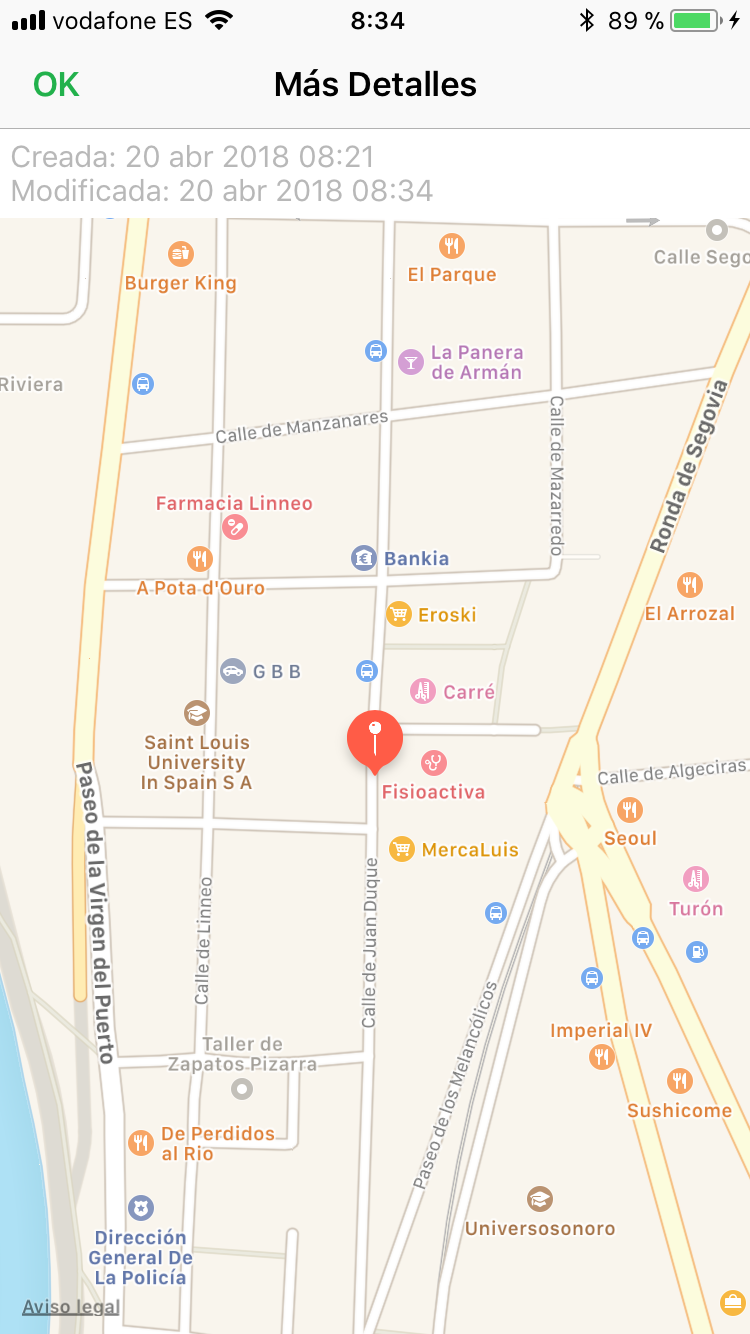 vodafone ES
8:34
89 %
OK
Más Detalles
Creada: 20 abr 2018 08:21
Modificada: 20 abr 2018 08:34
Burger King
El Parque
Calle Sego
La Panera
de Armán
Riviera
Calle de Manzanares
Calle de Mazarredo
Ronda de Segovia
Farmacia Linneo
Bankia
A Pota d'Ouro
Eroski
El Arrozal
G B B
Carré
Saint Louis
University
In Spain S A
Fisioactiva
Calle de Algeciras
Paseo de la Virgen del Puerto
Seoul
MercaLuis
Turón
Calle de Linneo
Calle de Juan Duque
Paseo de los Melancólicos
Imperial IV
Taller de
Zapatos Pizarra
Sushicome
De Perdidos
al Rio
Universosonoro
Dirección
General De
La Policía
Aviso legal